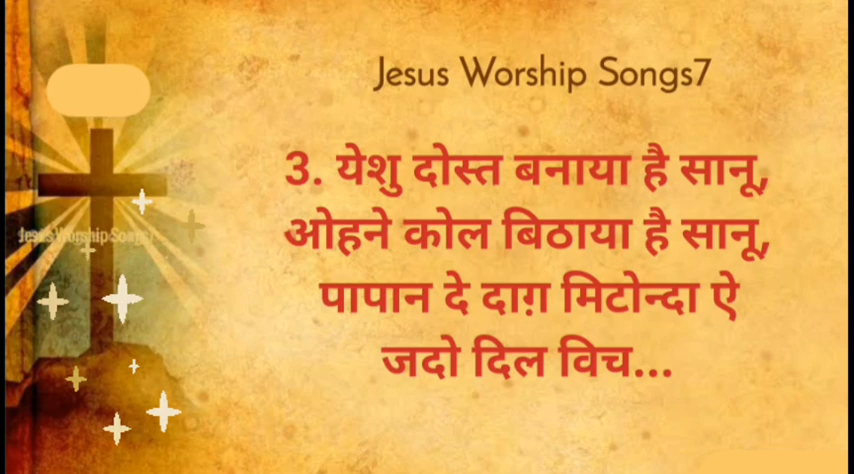 Jesus Worship Songs7
3. येशु दोस्त बनाया है सानू,
ओहने कोल बिठाया है सानू,
JesusWorshipSongs7
पापान दे दाग़ मिटोन्दा ऐ
जदो दिल विच...